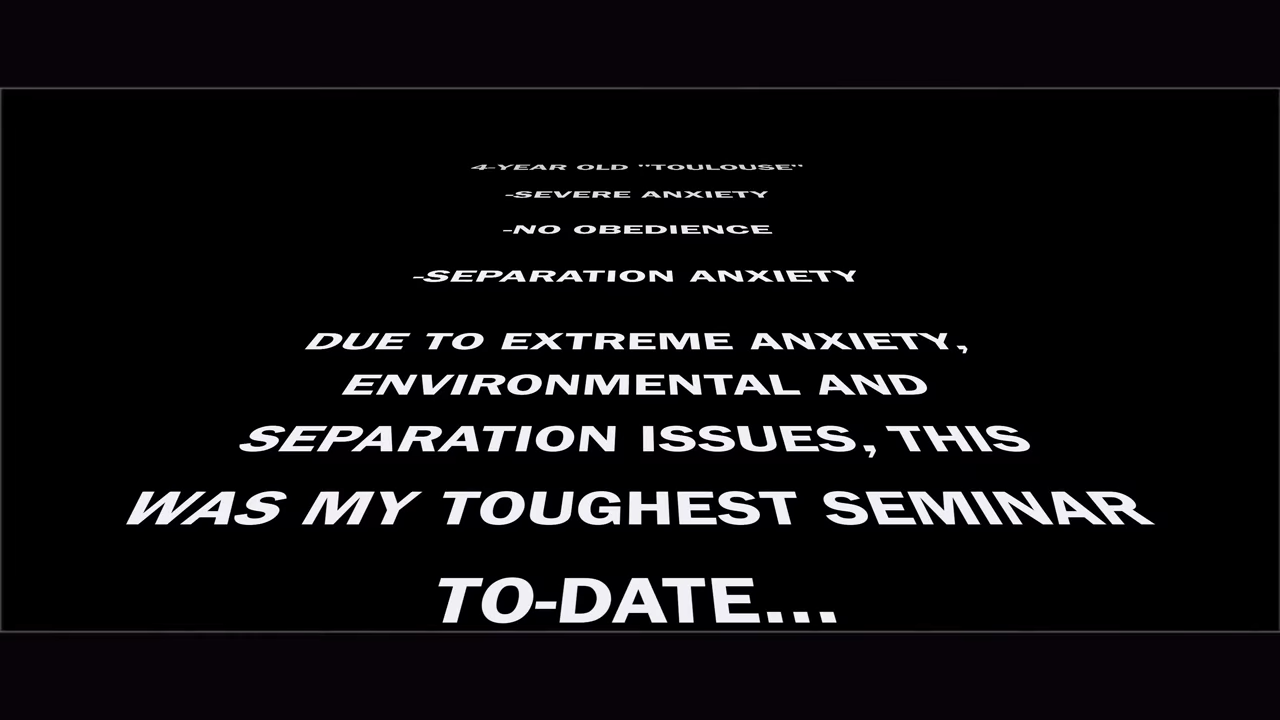 4-YEAR OLD "TOULOUSE"
-SEVERE ANXIETY
-NO OBEDIENCE
-SEPARATION ANXIETY
DUE TO EXTREME ANXIETY,
ENVIRONMENTAL AND
SEPARATION ISSUES, THIS
WAS MY TOUGHEST SEMINAR
TO-DATE...